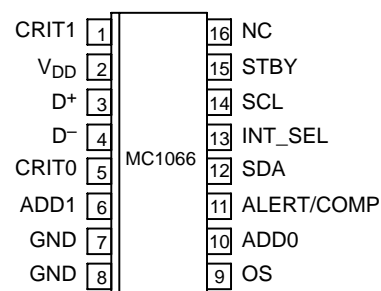 CRIT1 1 16 NC
VDD 2 15 STBY
D+ 3 14 SCL
D– 4 13 INT_SEL
MC1066
CRIT0 5 12 SDA
ADD1 6 11 ALERT/COMP
GND 7 10 ADD0
GND 8 9 OS